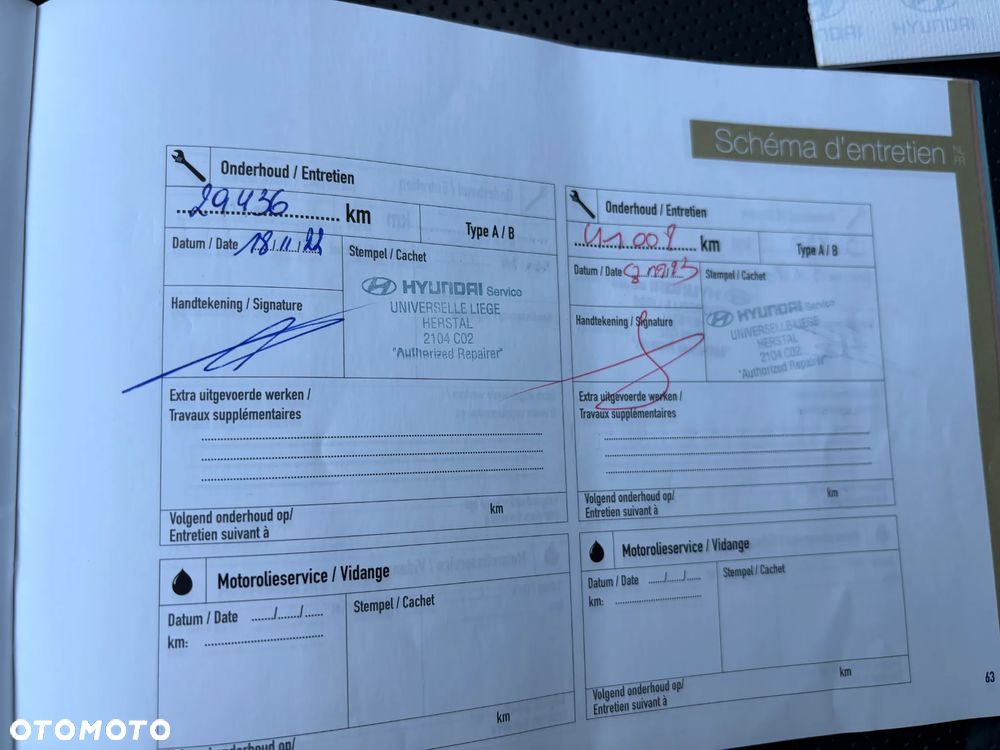 HYUNDAI
Schéma d'entretien
NL
FR
Onderhoud / Entretien
29436 km
Type A / B
Datum / Date 18/11/22
Stempel / Cachet
HYUNDAI Service
UNIVERSELLE LIEGE
HERSTAL
2104 C02
"Authorized Repairer"
Handtekening / Signature
Extra uitgevoerde werken /
Travaux supplémentaires
Volgend onderhoud op/
Entretien suivant à
km
Onderhoud / Entretien
km
Type A / B
Datum / Date
Stempel / Cachet
HYUNDAI Service
UNIVERSELLE LIEGE
HERSTAL
2104 C02
"Authorized Repairer"
Handtekening / Signature
Extra uitgevoerde werken /
Travaux supplémentaires
Volgend onderhoud op/
Entretien suivant à
km
Motorolieservice / Vidange
Datum / Date ..../..../....
km:
Stempel / Cachet
km
Motorolieservice / Vidange
Datum / Date ..../..../....
km:
Stempel / Cachet
Volgend onderhoud op/
Entretien suivant à
km
63
OTOMOTO